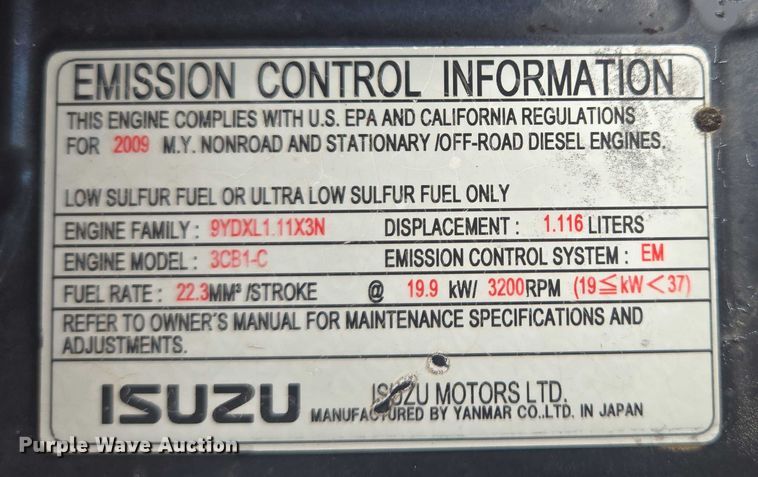 EMISSION CONTROL INFORMATION
THIS ENGINE COMPLIES WITH U.S. EPA AND CALIFORNIA REGULATIONS
FOR 2009 M.Y. NONROAD AND STATIONARY /OFF-ROAD DIESEL ENGINES.
LOW SULFUR FUEL OR ULTRA LOW SULFUR FUEL ONLY
ENGINE FAMILY : 9YDXL1.11X3N DISPLACEMENT : 1.116 LITERS
ENGINE MODEL : 3CB1-C EMISSION CONTROL SYSTEM : EM
FUEL RATE : 22.3MM³ /STROKE @ 19.9 kW/ 3200RPM (19≦kW＜37)
REFER TO OWNER'S MANUAL FOR MAINTENANCE SPECIFICATIONS AND
ADJUSTMENTS.
ISUZU ISUZU MOTORS LTD.
MANUFACTURED BY YANMAR CO.,LTD. IN JAPAN
Purple Wave Auction